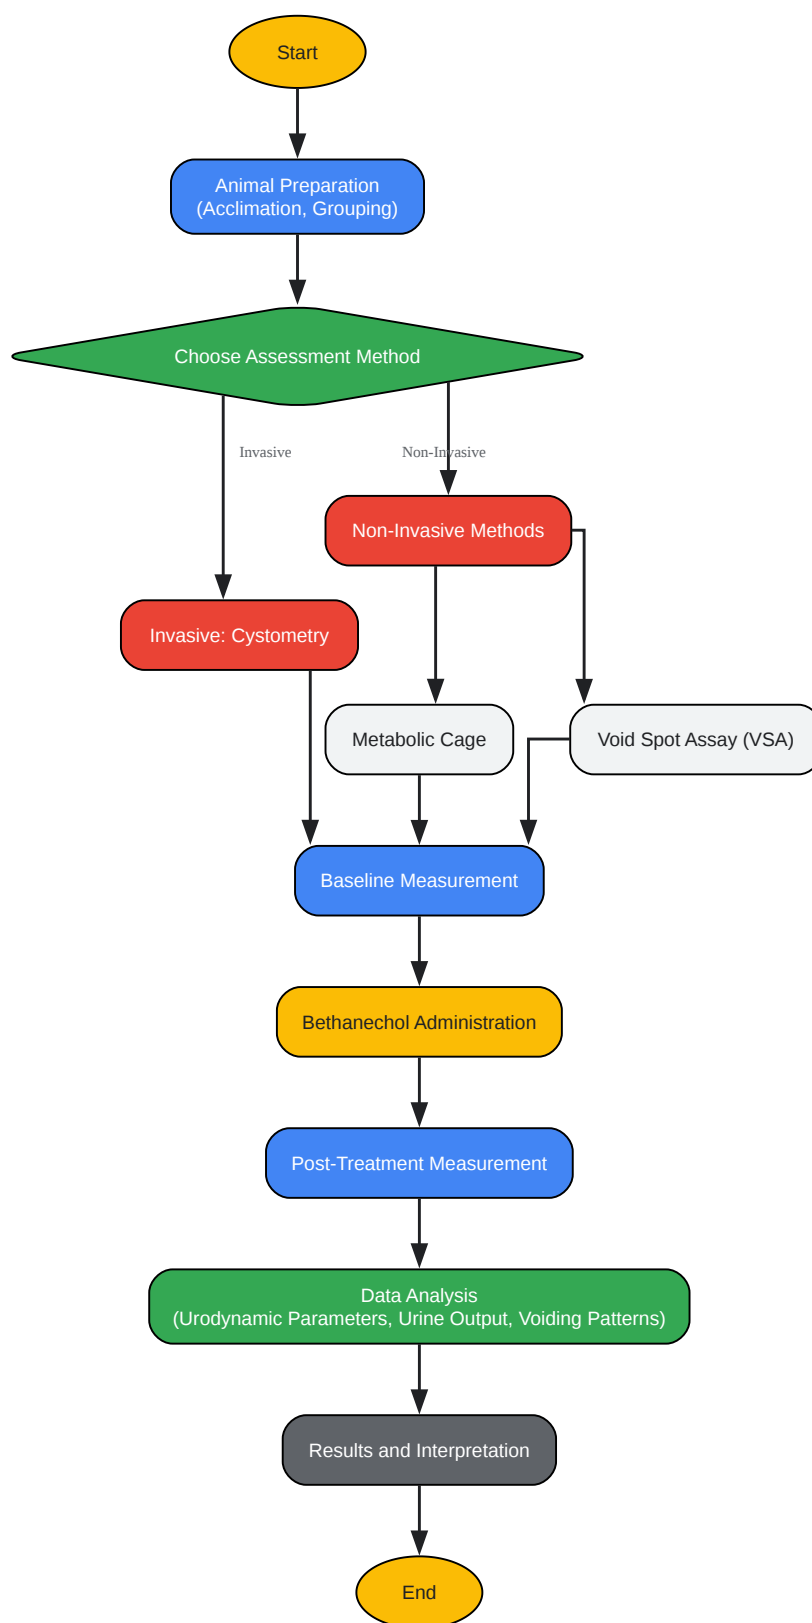 Start
Animal Preparation
(Acclimation, Grouping)
Choose Assessment Method
Invasive
Non-Invasive
Non-Invasive Methods
Invasive: Cystometry
Metabolic Cage
Void Spot Assay (VSA)
Baseline Measurement
Bethanechol Administration
Post-Treatment Measurement
Data Analysis
(Urodynamic Parameters, Urine Output, Voiding Patterns)
Results and Interpretation
End